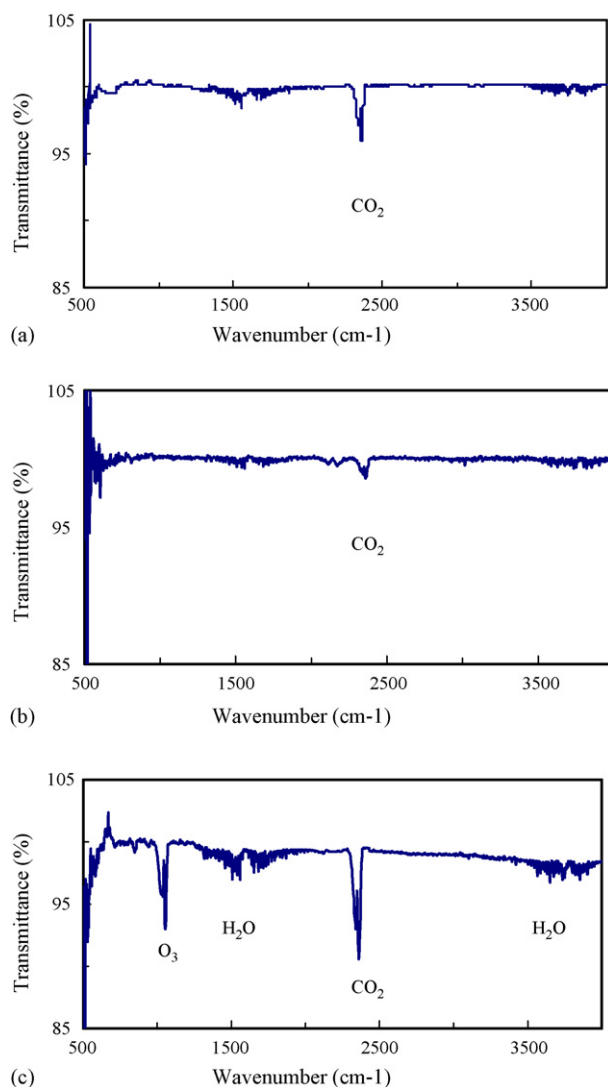 105
95
85
Transmittance (%)
500 1500 2500 3500
CO₂
(a) Wavenumber (cm-1)
105
95
85
Transmittance (%)
500 1500 2500 3500
CO₂
(b) Wavenumber (cm-1)
105
95
85
Transmittance (%)
O₃ H₂O CO₂ H₂O
500 1500 2500 3500
(c) Wavenumber (cm-1)